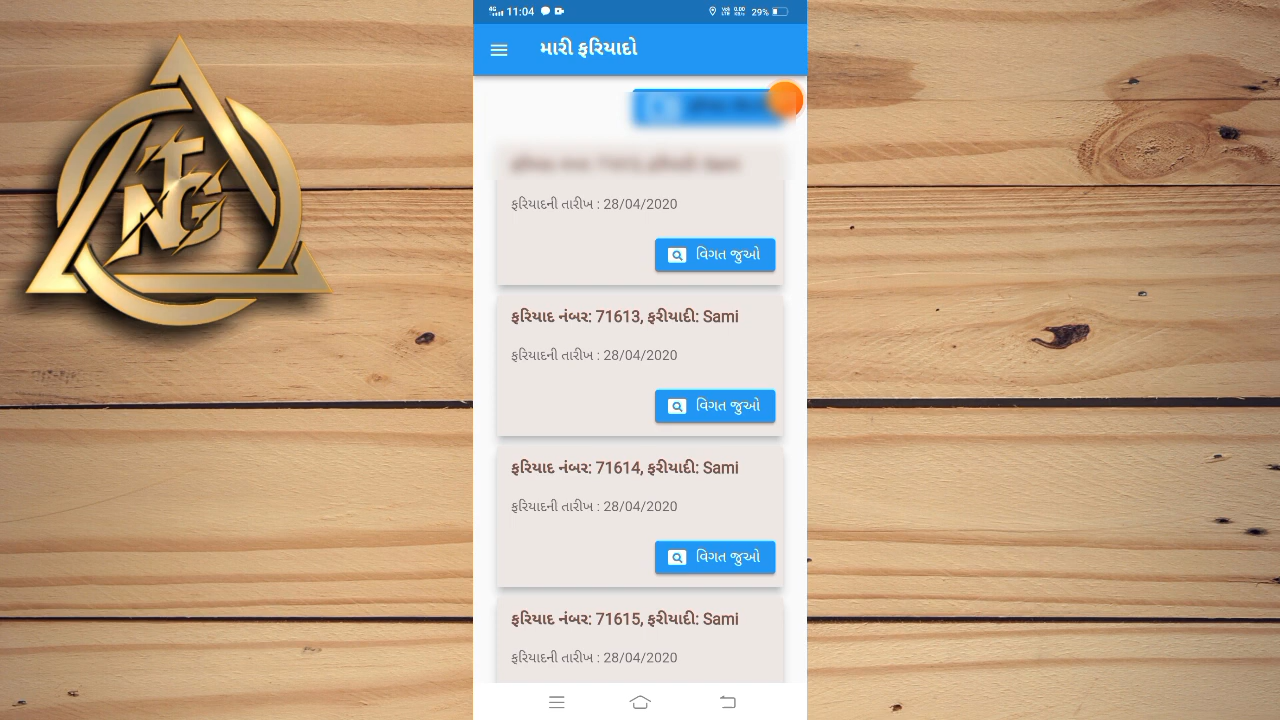 TNG
11:04
29%
મારી ફરિયાદો
ફરિયાદની તારીખ : 28/04/2020
વિગત જુઓ
ફરિયાદ નંબર: 71613, ફરીયાદી: Sami
ફરિયાદની તારીખ : 28/04/2020
વિગત જુઓ
ફરિયાદ નંબર: 71614, ફરીયાદી: Sami
ફરિયાદની તારીખ : 28/04/2020
વિગત જુઓ
ફરિયાદ નંબર: 71615, ફરીયાદી: Sami
ફરિયાદની તારીખ : 28/04/2020